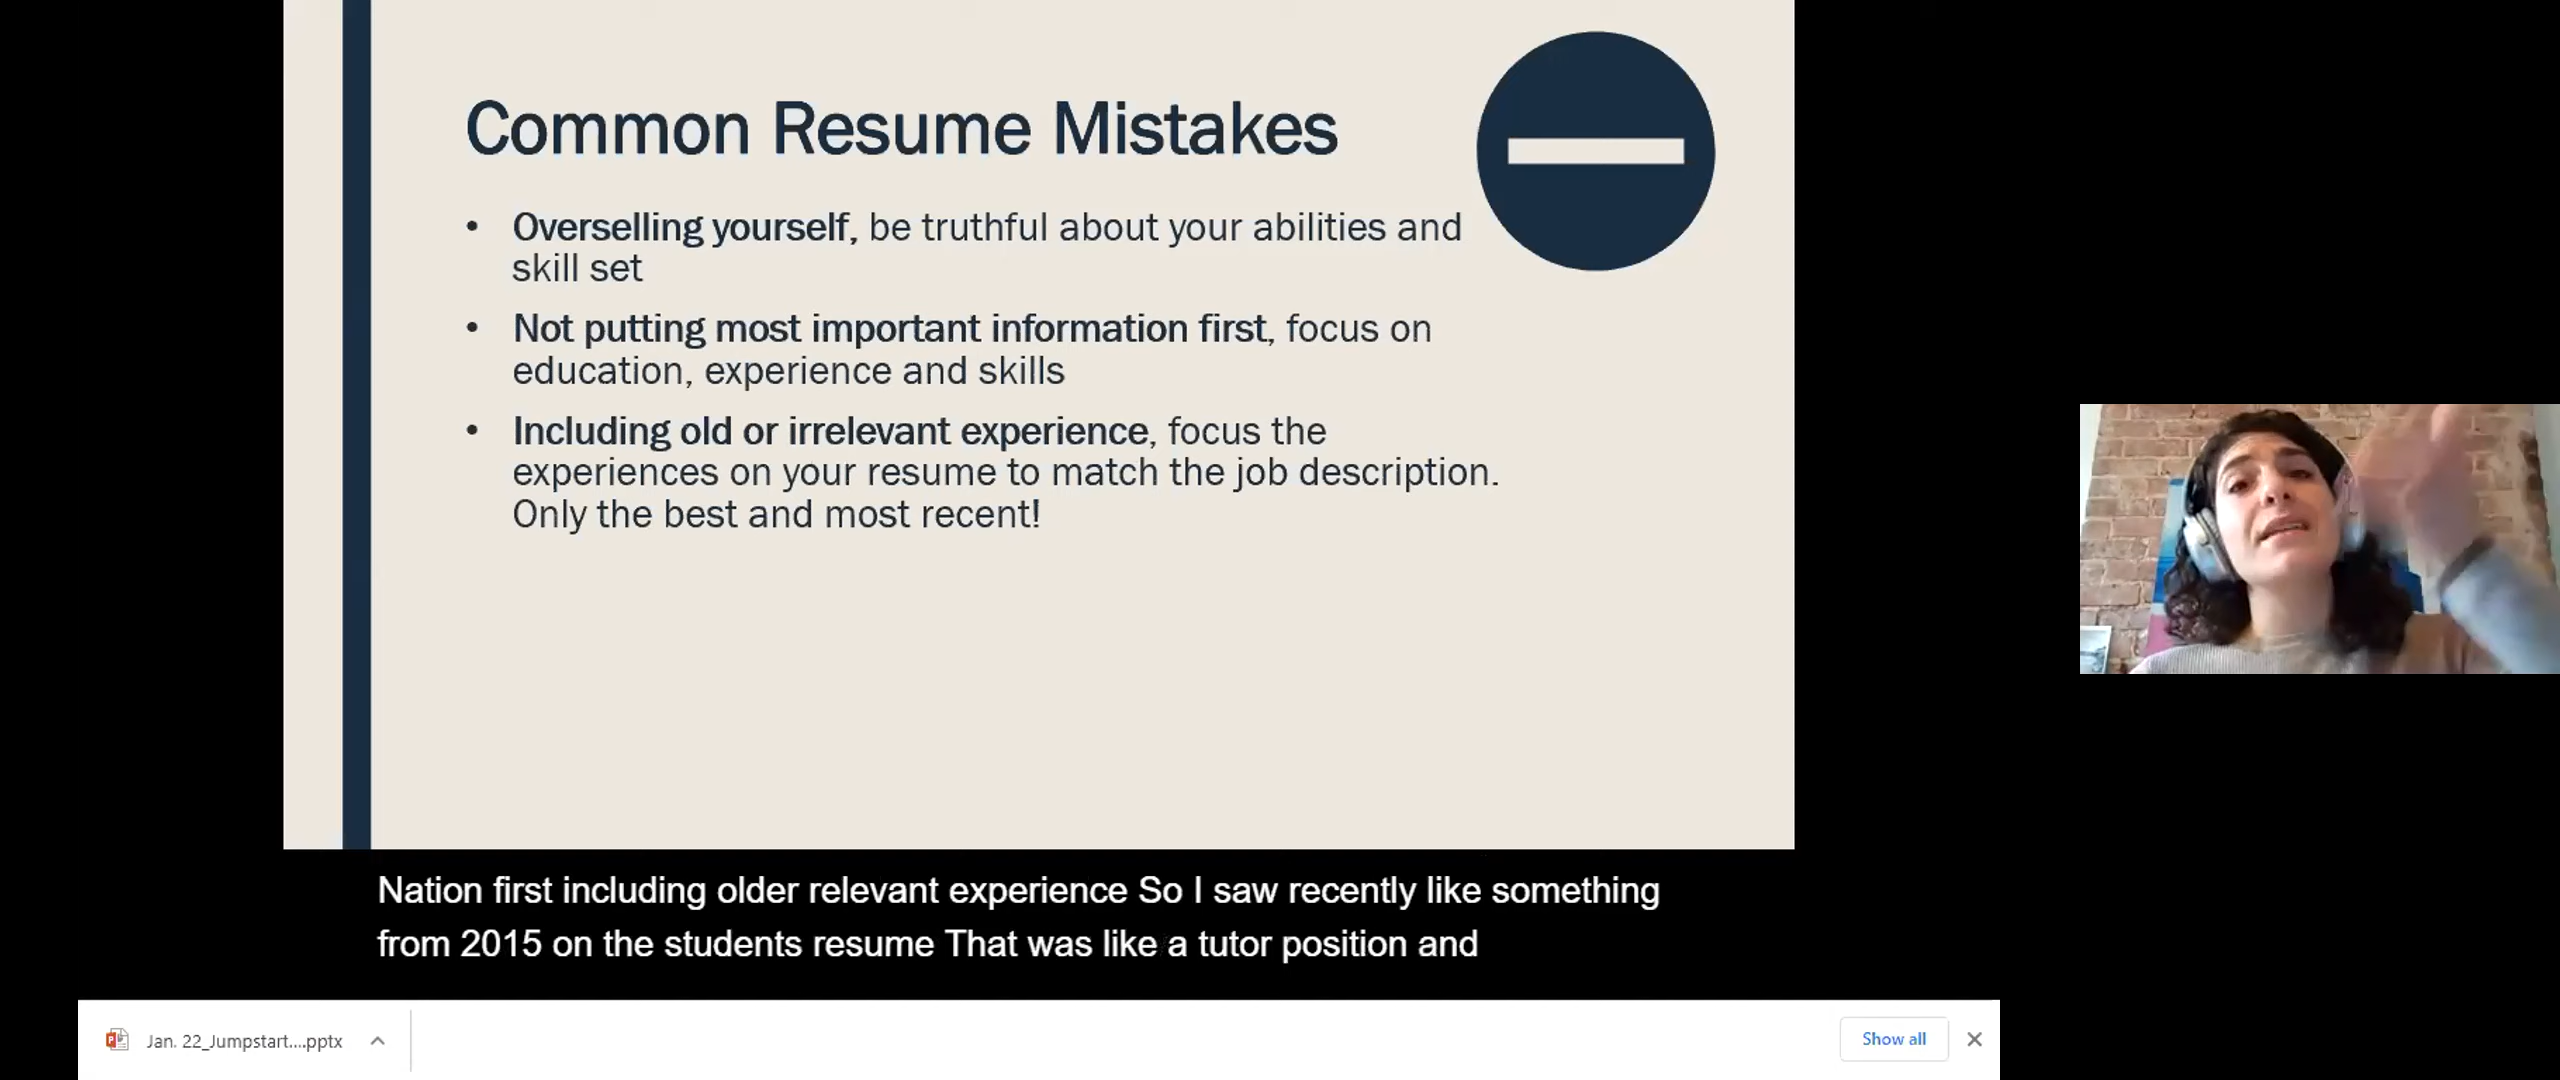 Common Resume Mistakes
• Overselling yourself, be truthful about your abilities and
skill set
• Not putting most important information first, focus on
education, experience and skills
• Including old or irrelevant experience, focus the
experiences on your resume to match the job description.
Only the best and most recent!
Nation first including older relevant experience So I saw recently like something
from 2015 on the students resume That was like a tutor position and
Jan. 22_Jumpstart....pptx
Show all